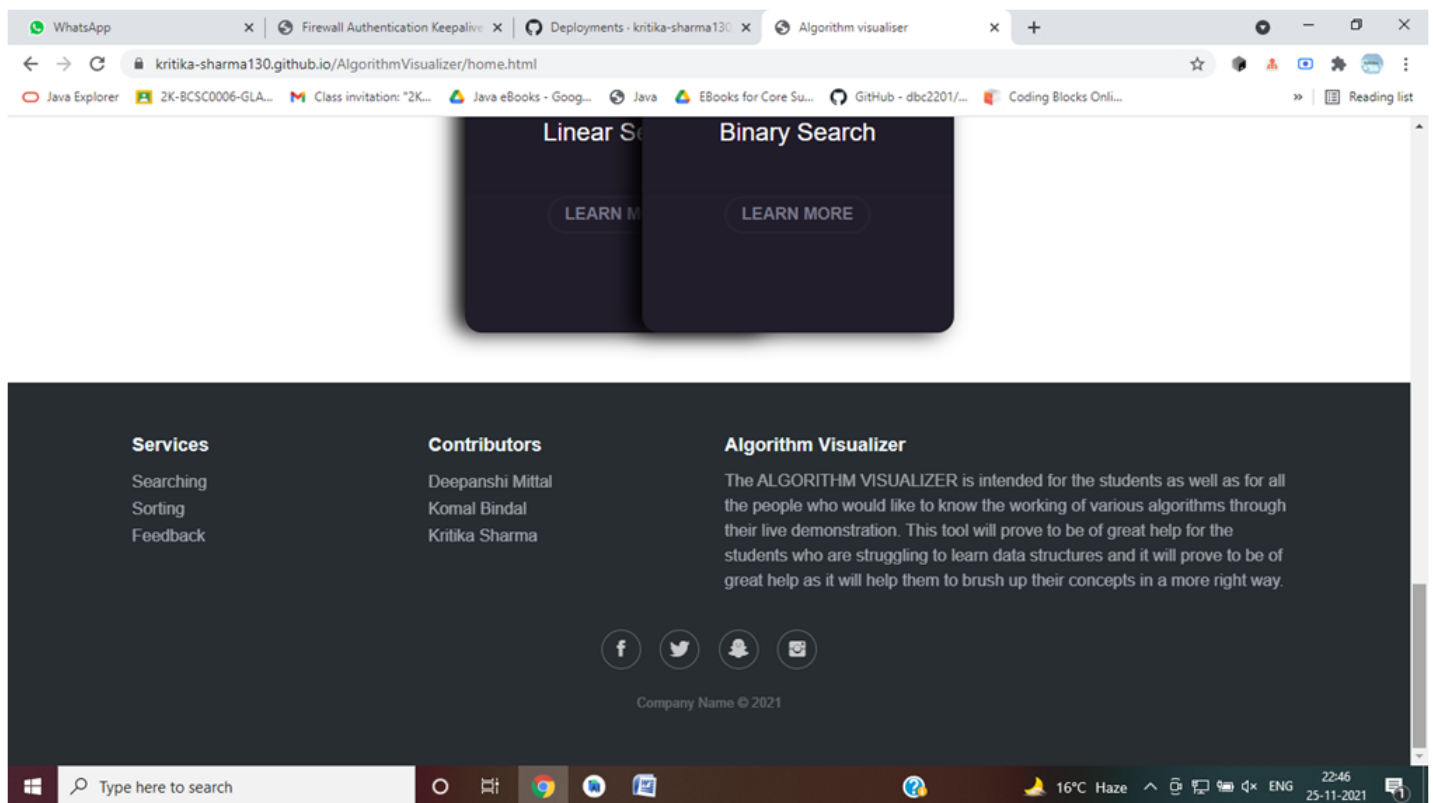 WhatsApp
Firewall Authentication Keepalive
Deployments · kritika-sharma130
Algorithm visualiser
kritika-sharma130.github.io/AlgorithmVisualizer/home.html
Java Explorer
2K-BCSC0006-GLA...
Class invitation: "2K...
Java eBooks - Goog...
Java
EBooks for Core Su...
GitHub - dbc2201/...
Coding Blocks Onli...
Reading list
Linear Se
Binary Search
LEARN M
LEARN MORE
Services
Searching
Sorting
Feedback
Contributors
Deepanshi Mittal
Komal Bindal
Kritika Sharma
Algorithm Visualizer
The ALGORITHM VISUALIZER is intended for the students as well as for all
the people who would like to know the working of various algorithms through
their live demonstration. This tool will prove to be of great help for the
students who are struggling to learn data structures and it will prove to be of
great help as it will help them to brush up their concepts in a more right way.
Company Name © 2021
Type here to search
16°C Haze
ENG
22:46
25-11-2021